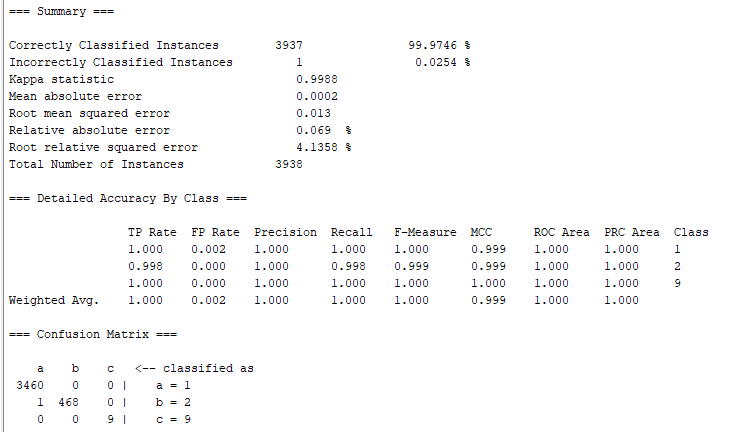 === Summary ===
Correctly Classified Instances 3937 99.9746 %
Incorrectly Classified Instances 1 0.0254 %
Kappa statistic 0.9988
Mean absolute error 0.0002
Root mean squared error 0.013
Relative absolute error 0.069 %
Root relative squared error 4.1358 %
Total Number of Instances 3938
=== Detailed Accuracy By Class ===
TP Rate FP Rate Precision Recall F-Measure MCC ROC Area PRC Area Class
1.000 0.002 1.000 1.000 1.000 0.999 1.000 1.000 1
0.998 0.000 1.000 0.998 0.999 0.999 1.000 1.000 2
1.000 0.000 1.000 1.000 1.000 1.000 1.000 1.000 9
Weighted Avg. 1.000 0.002 1.000 1.000 1.000 0.999 1.000 1.000
=== Confusion Matrix ===
a b c <-- classified as
3460 0 0 | a = 1
1 468 0 | b = 2
0 0 9 | c = 9